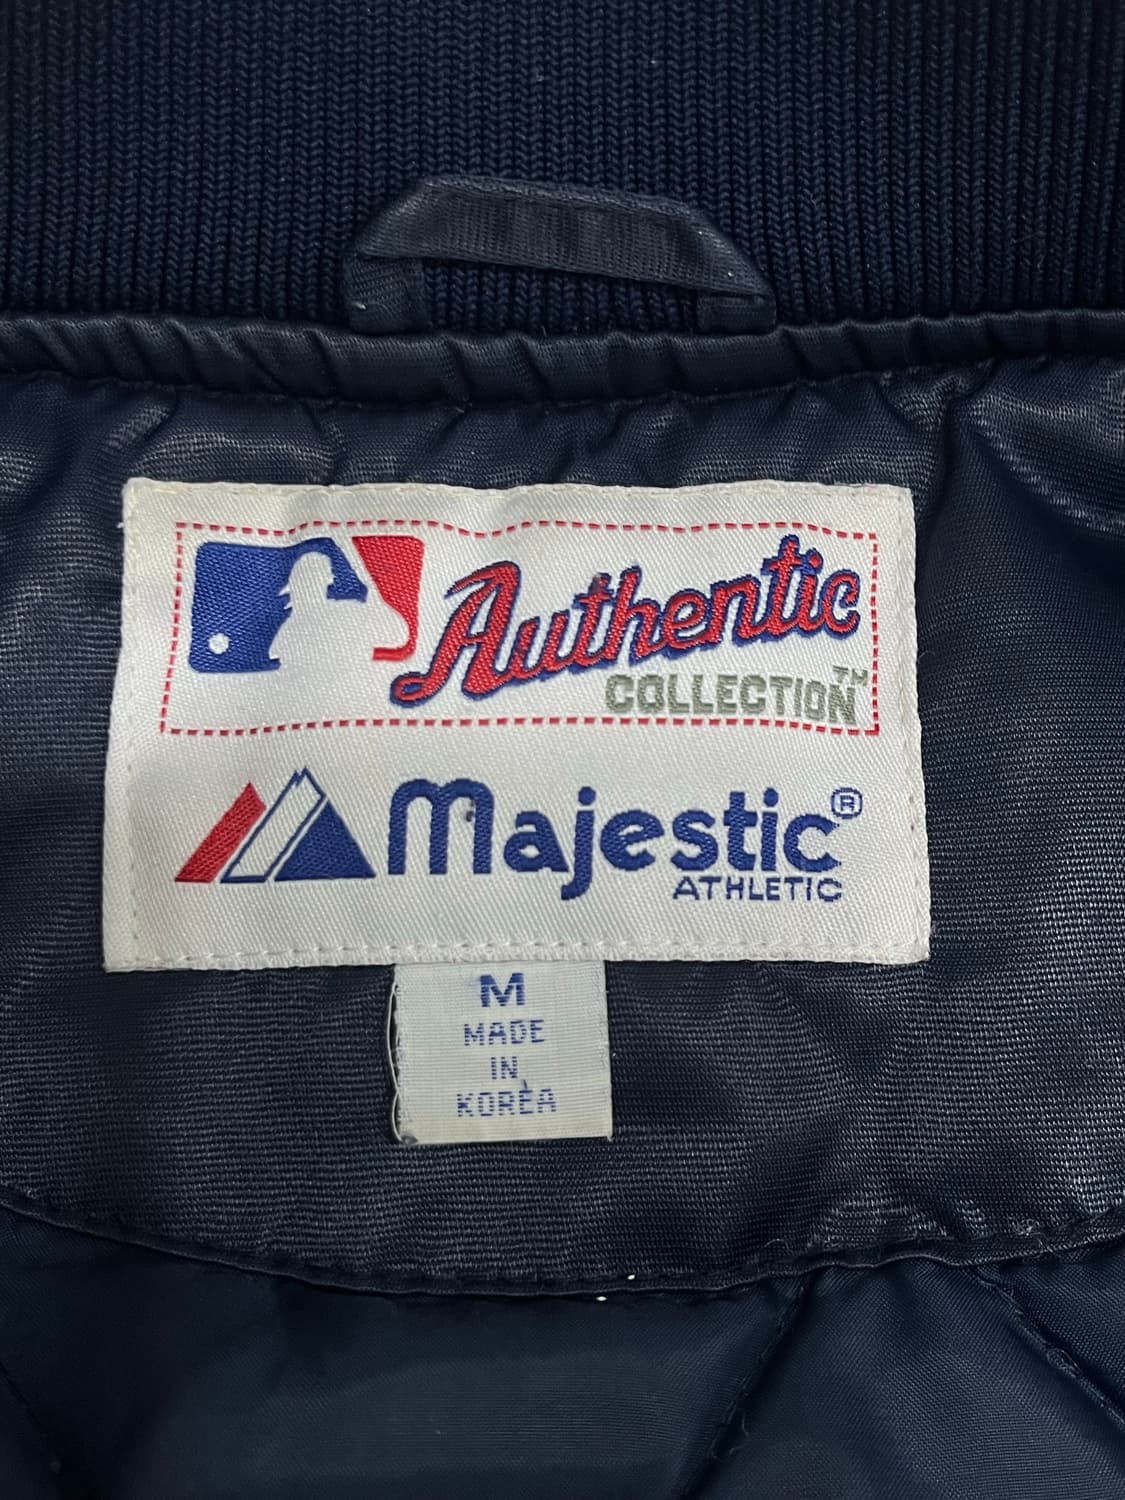 Authentic
COLLECTION™
Majestic®
ATHLETIC
M
MADE
IN
KOREA